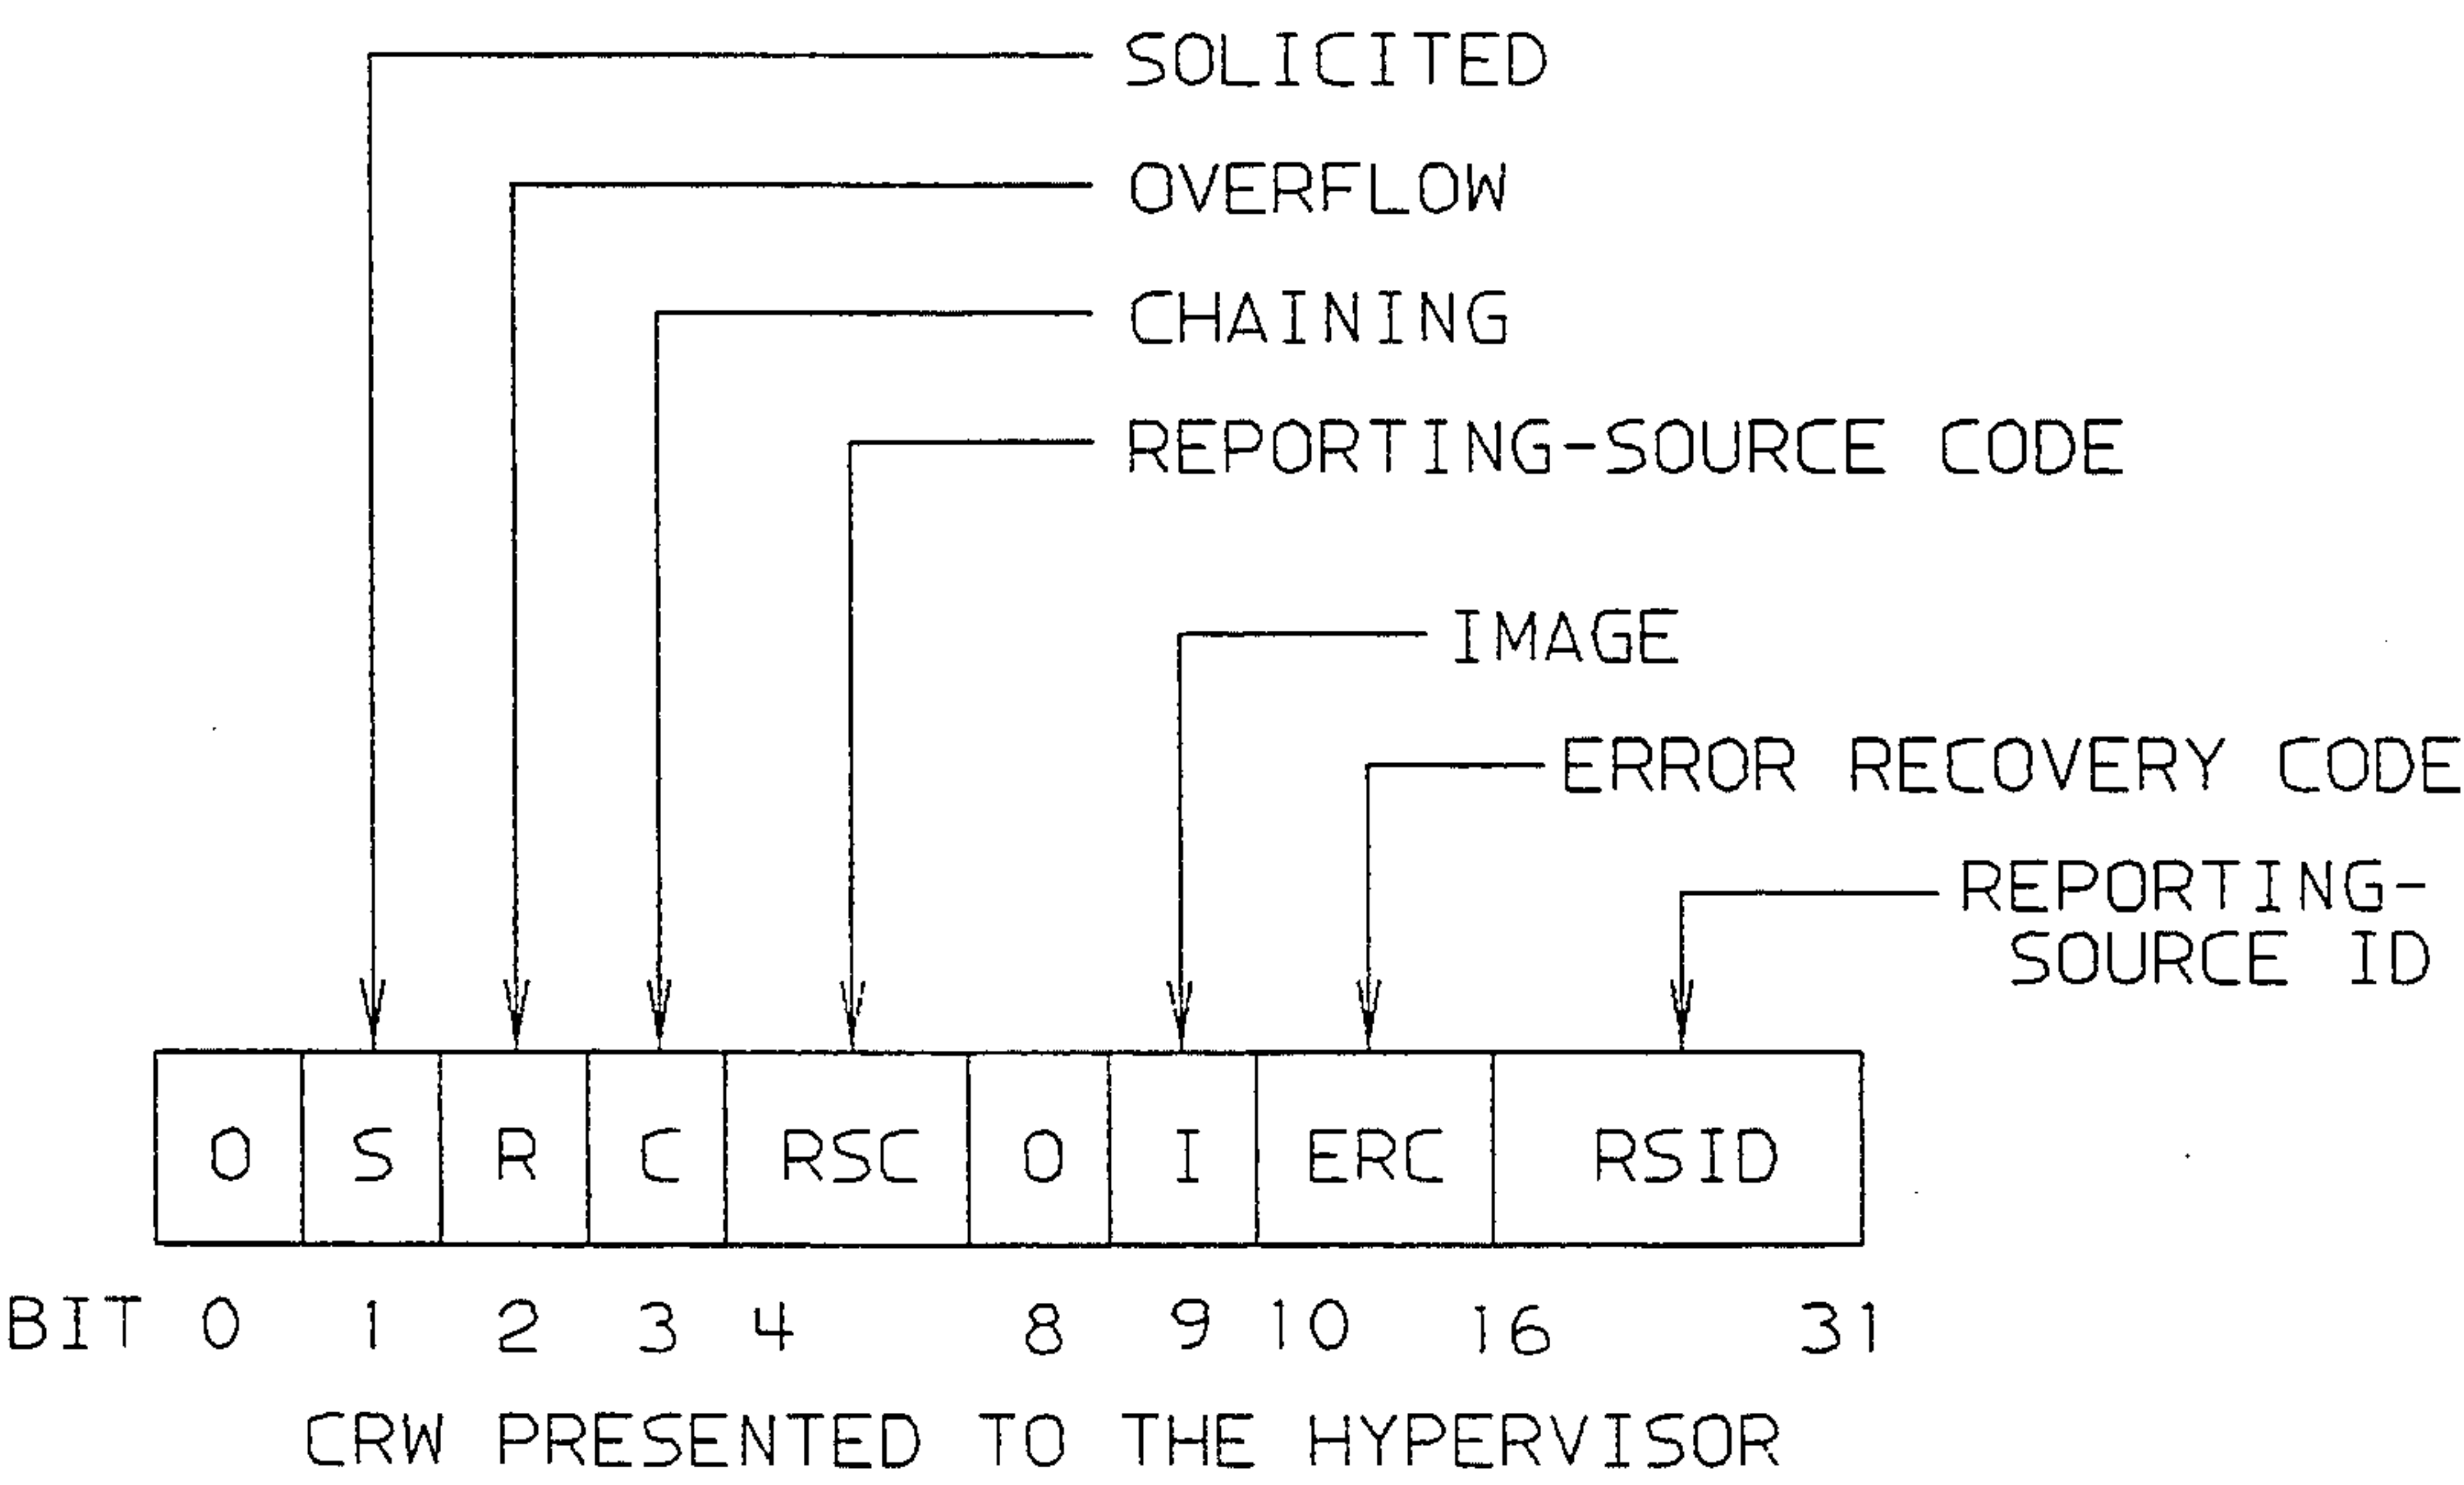 SOLICITED
OVERFLOW
CHAINING
REPORTING-SOURCE CODE
IMAGE
ERROR RECOVERY CODE
REPORTING-
SOURCE ID
0 S R C RSC 0 I ERC RSID
BIT 0 1 2 3 4 8 9 10 16 31
CRW PRESENTED TO THE HYPERVISOR